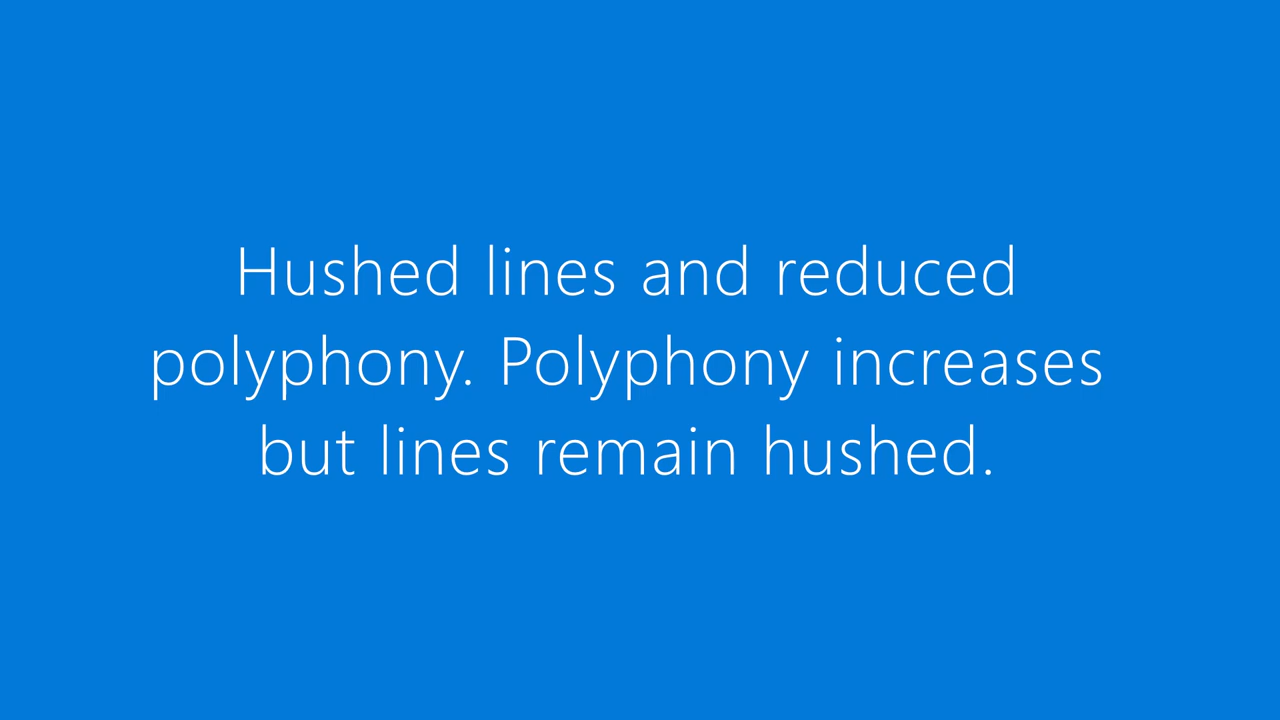 Hushed lines and reduced
polyphony. Polyphony increases
but lines remain hushed.